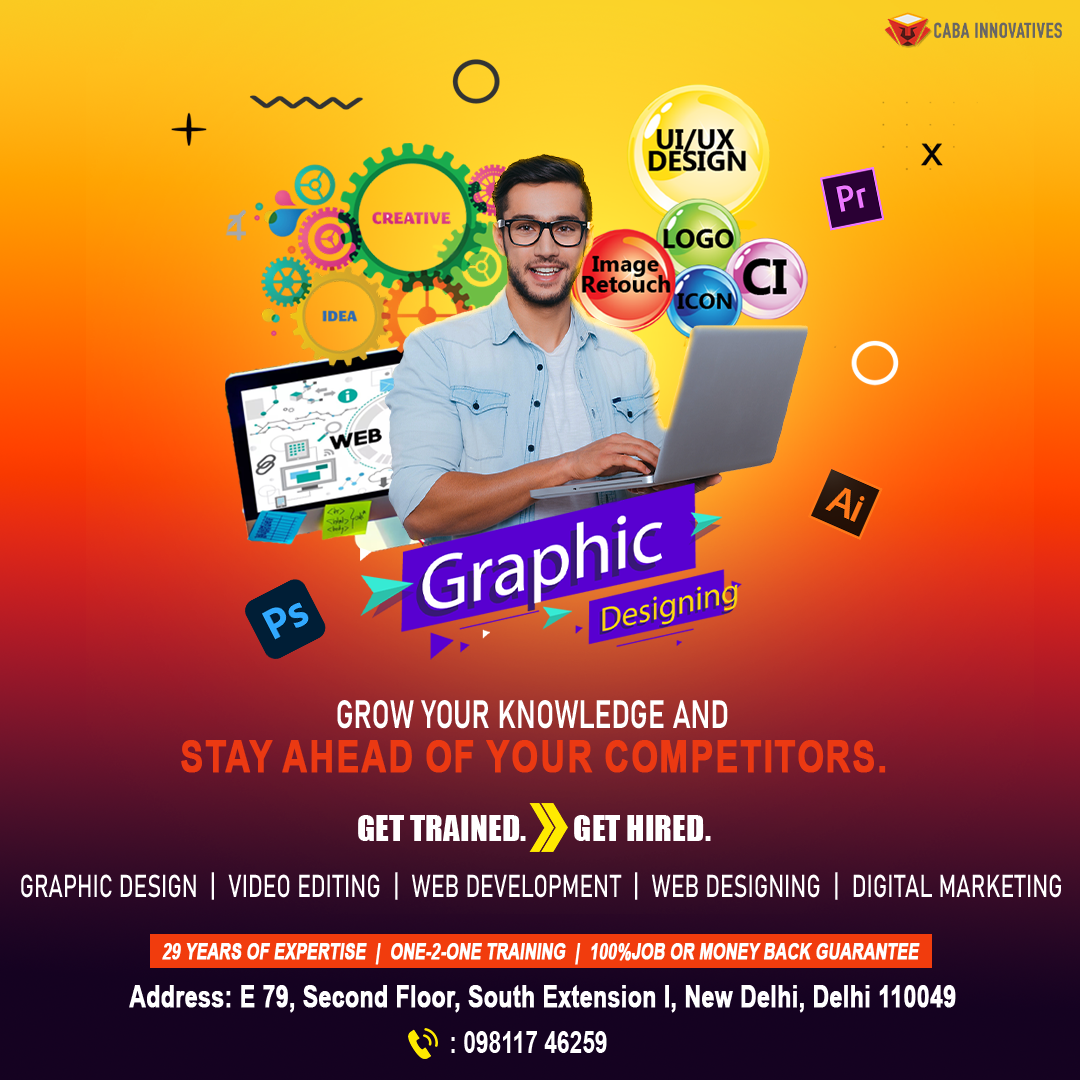 CABA INNOVATIVES
UI/UX
DESIGN
X
Pr
CREATIVE
LOGO
Image
Retouch
CI
ICON
IDEA
WEB
Ai
Graphic
Designing
Ps
GROW YOUR KNOWLEDGE AND
STAY AHEAD OF YOUR COMPETITORS.
GET TRAINED. GET HIRED.
GRAPHIC DESIGN | VIDEO EDITING | WEB DEVELOPMENT | WEB DESIGNING | DIGITAL MARKETING
29 YEARS OF EXPERTISE | ONE-2-ONE TRAINING | 100%JOB OR MONEY BACK GUARANTEE
Address: E 79, Second Floor, South Extension I, New Delhi, Delhi 110049
: 098117 46259